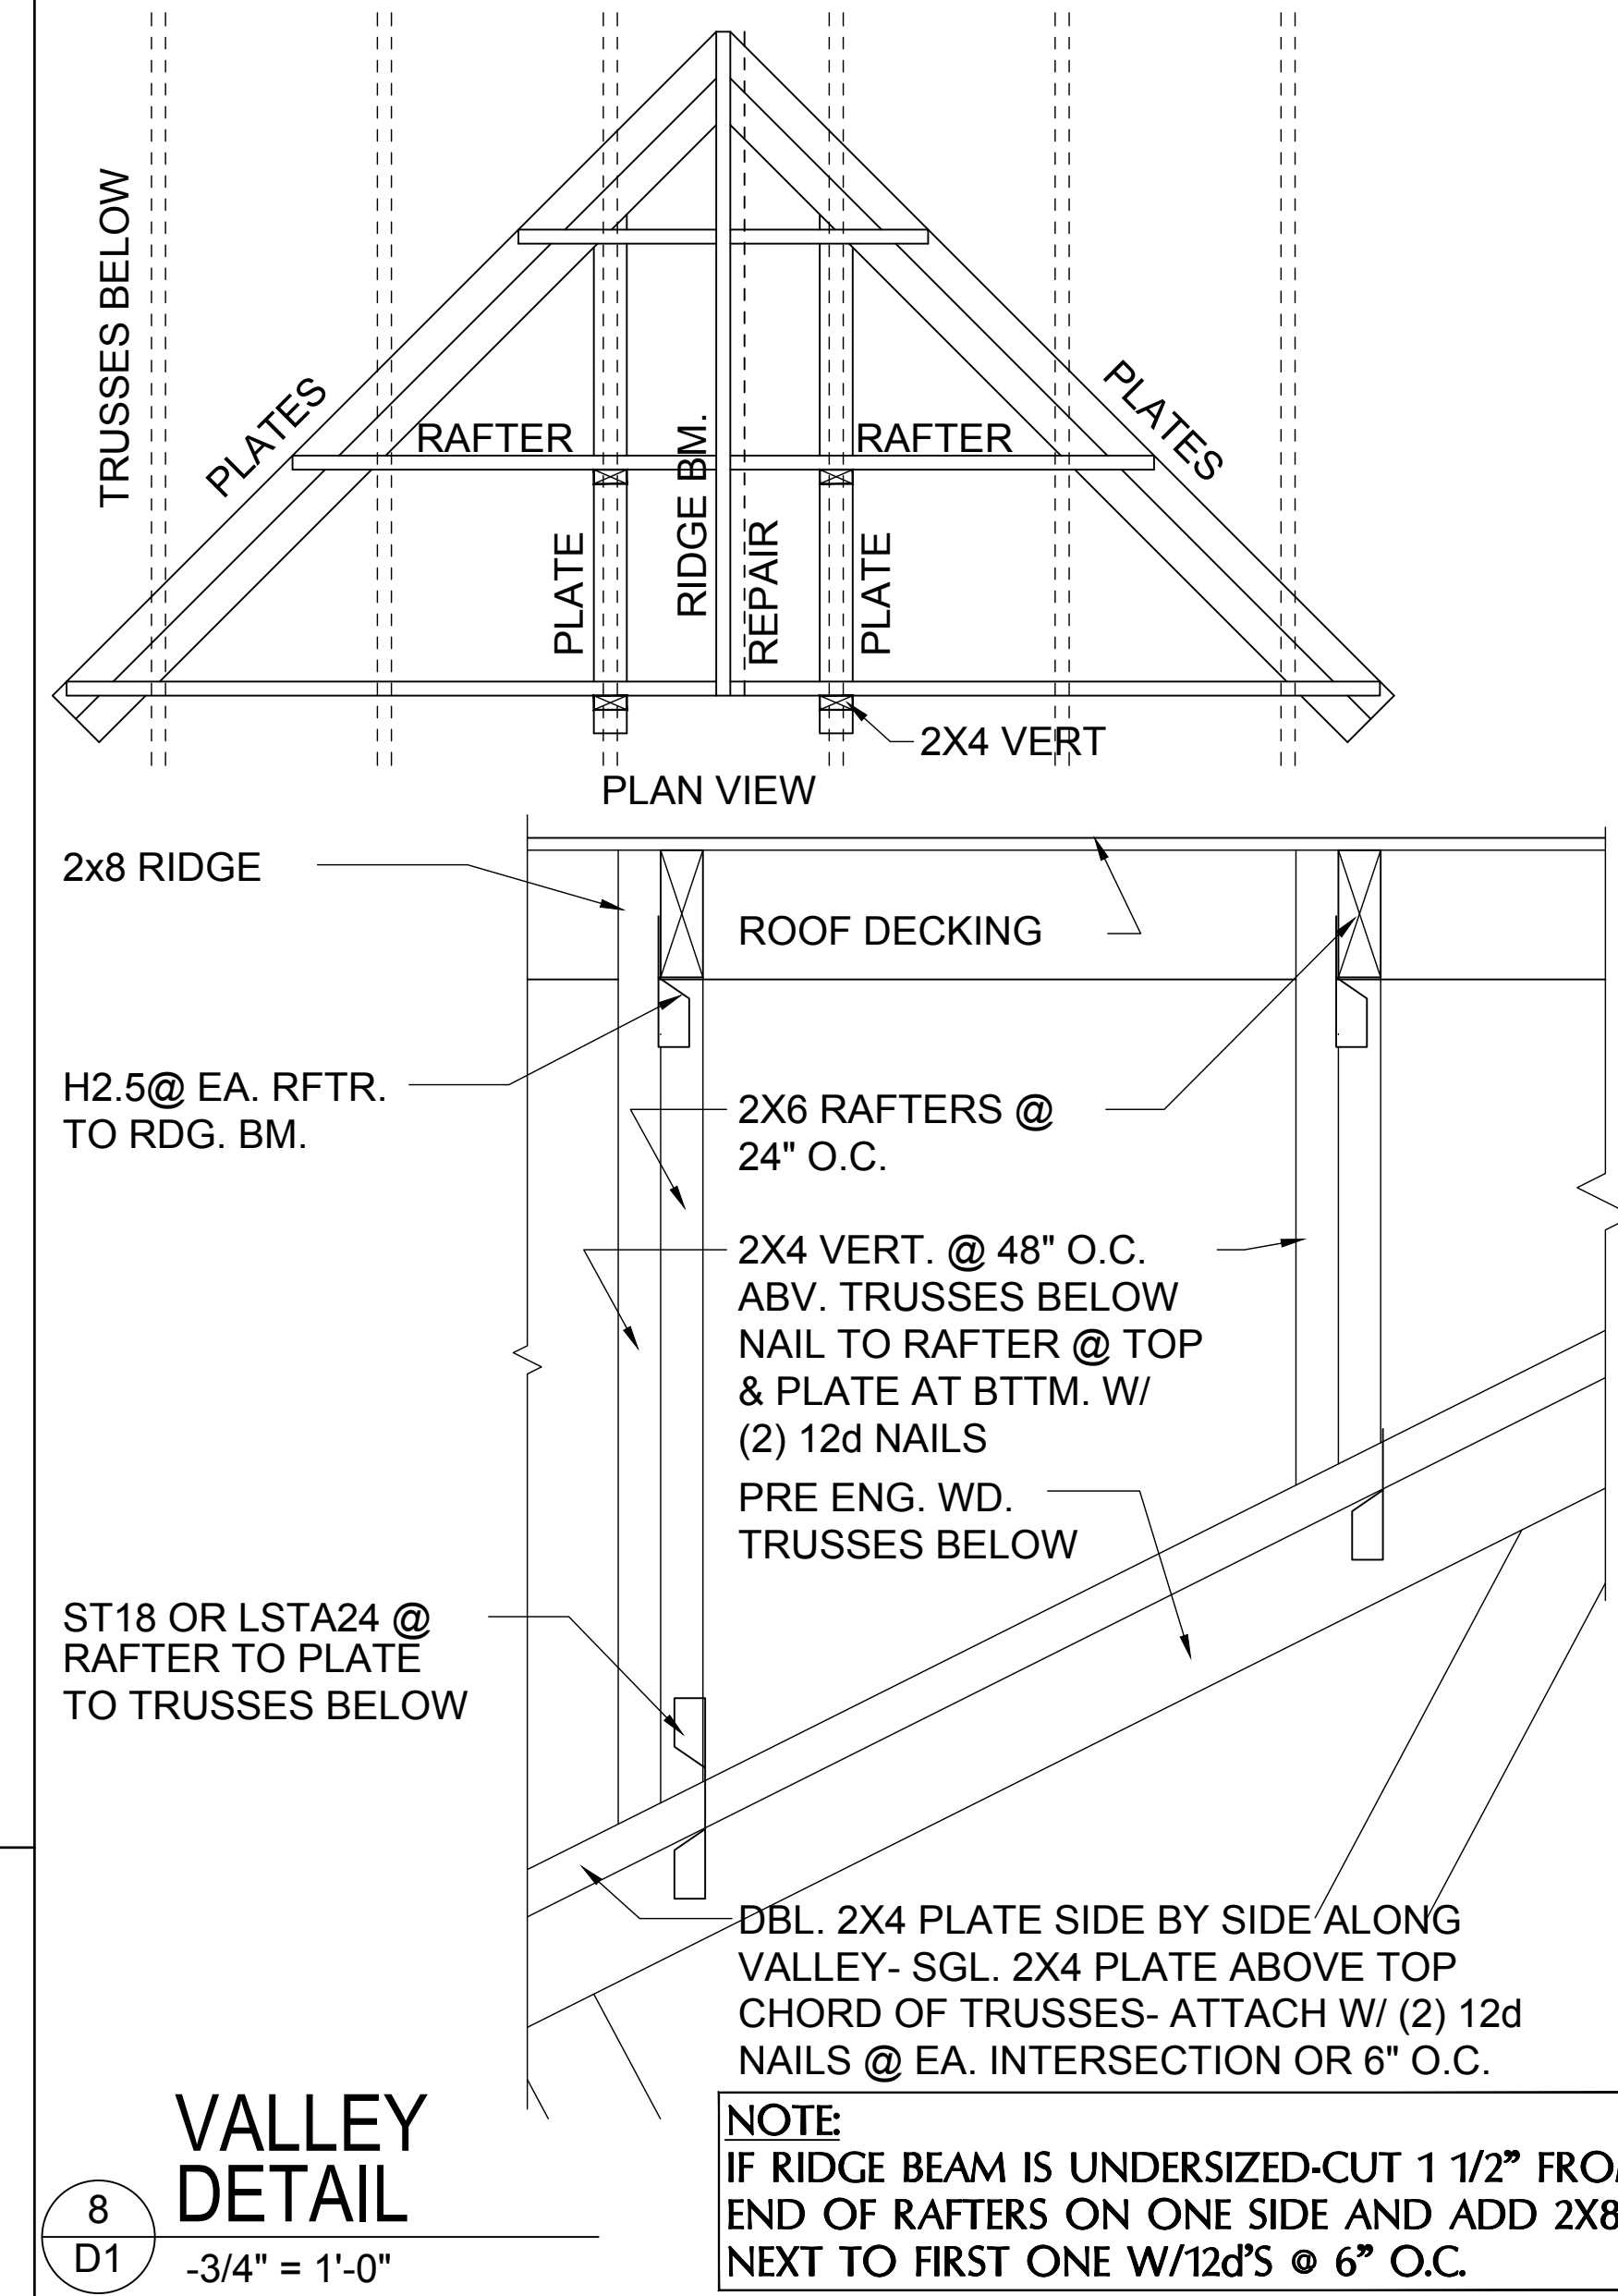 TRUSSES BELOW
PLATES
RAFTER
RIDGE BM.
RAFTER
PLATES
PLATE
REPAIR
PLATE
2X4 VERT
PLAN VIEW
2x8 RIDGE
ROOF DECKING
H2.5@ EA. RFTR.
TO RDG. BM.
2X6 RAFTERS @
24" O.C.
2X4 VERT. @ 48" O.C.
ABV. TRUSSES BELOW
NAIL TO RAFTER @ TOP
& PLATE AT BTTM. W/
(2) 12d NAILS
PRE ENG. WD.
TRUSSES BELOW
ST18 OR LSTA24 @
RAFTER TO PLATE
TO TRUSSES BELOW
DBL. 2X4 PLATE SIDE BY SIDE ALONG
VALLEY- SGL. 2X4 PLATE ABOVE TOP
CHORD OF TRUSSES- ATTACH W/ (2) 12d
NAILS @ EA. INTERSECTION OR 6" O.C.
VALLEY
DETAIL
8
D1
-3/4" = 1'-0"
NOTE:
IF RIDGE BEAM IS UNDERSIZED-CUT 1 1/2” FROM
END OF RAFTERS ON ONE SIDE AND ADD 2X8
NEXT TO FIRST ONE W/12d’S @ 6” O.C.